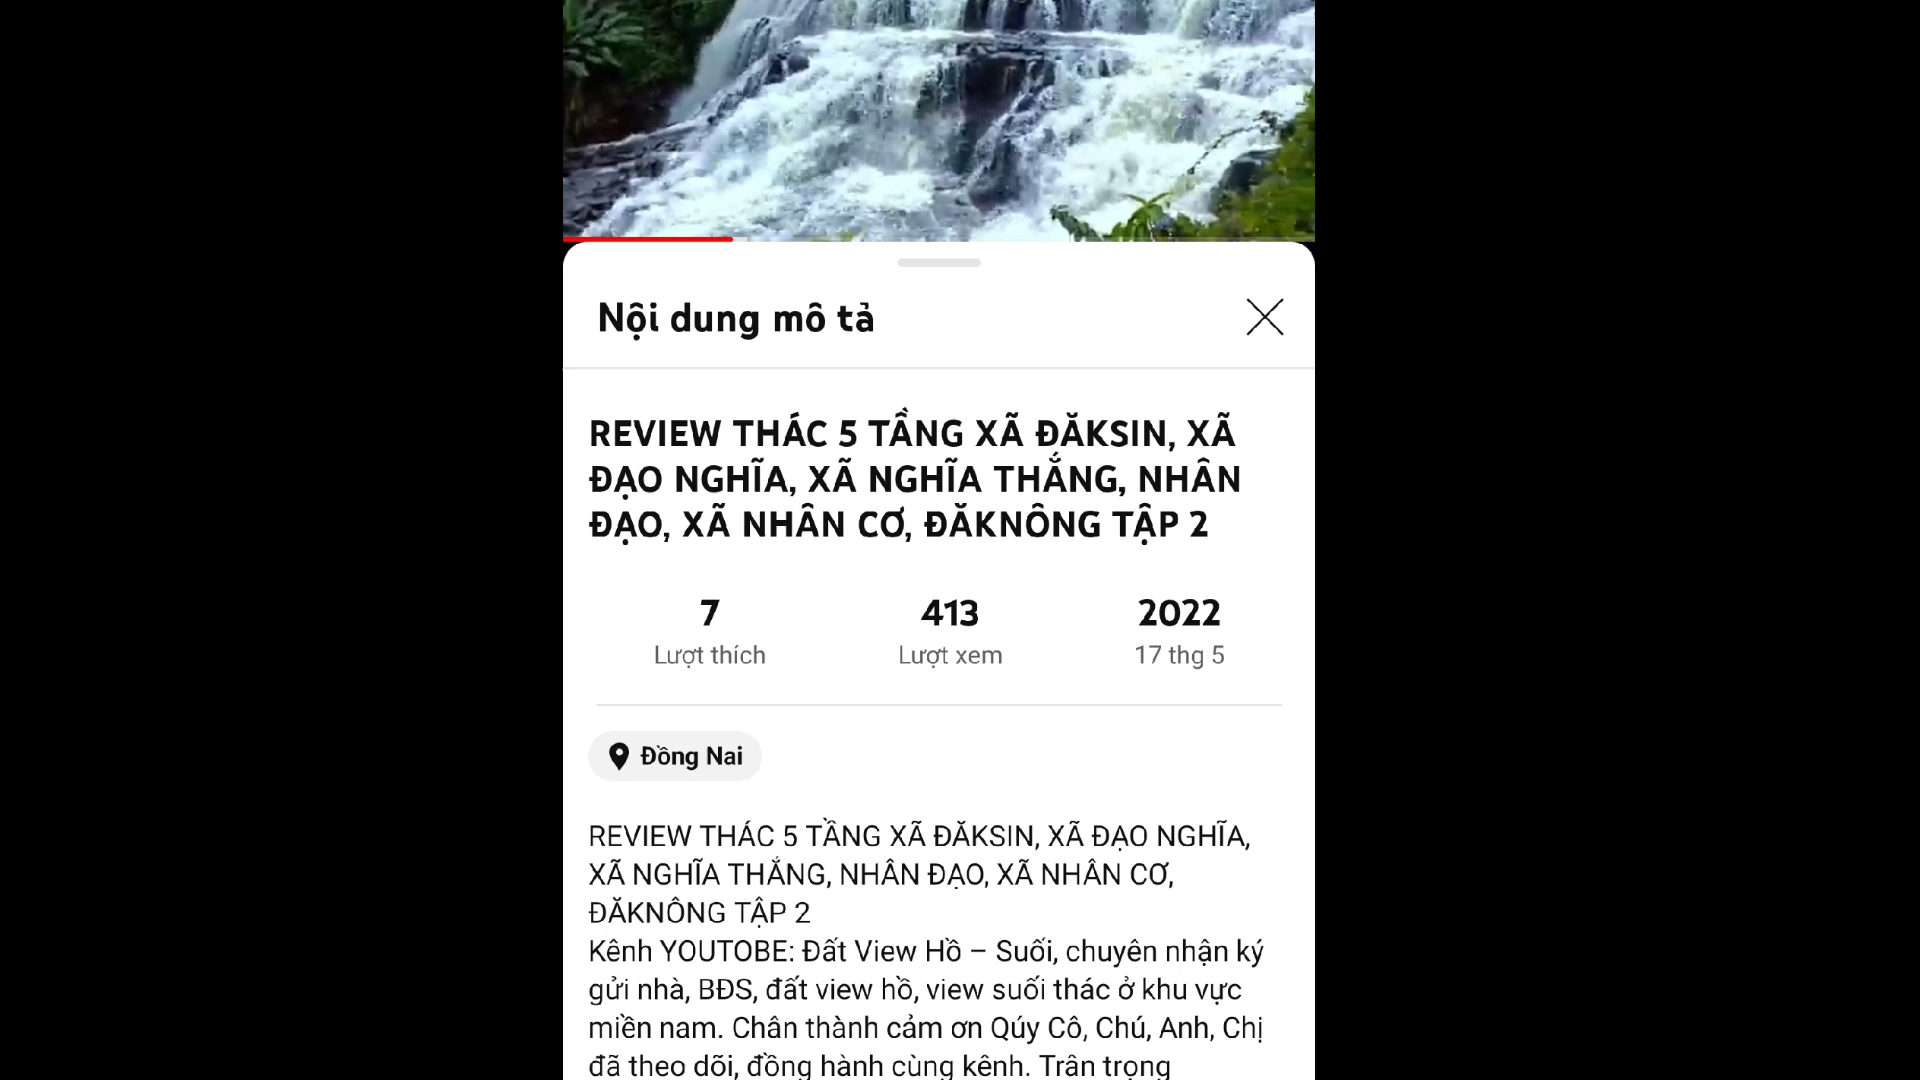 Nội dung mô tả
REVIEW THÁC 5 TẦNG XÃ ĐĂKSIN, XÃ
ĐẠO NGHĨA, XÃ NGHĨA THẮNG, NHÂN
ĐẠO, XÃ NHÂN CƠ, ĐĂKNÔNG TẬP 2
7 413 2022
Lượt thích Lượt xem 17 thg 5
Đồng Nai
REVIEW THÁC 5 TẦNG XÃ ĐĂKSIN, XÃ ĐẠO NGHĨA,
XÃ NGHĨA THẮNG, NHÂN ĐẠO, XÃ NHÂN CƠ,
ĐĂKNÔNG TẬP 2
Kênh YOUTOBE: Đất View Hồ – Suối, chuyên nhận ký
gửi nhà, BĐS, đất view hồ, view suối thác ở khu vực
miền nam. Chân thành cảm ơn Qúy Cô, Chú, Anh, Chị
đã theo dõi, đồng hành cùng kênh. Trân trọng